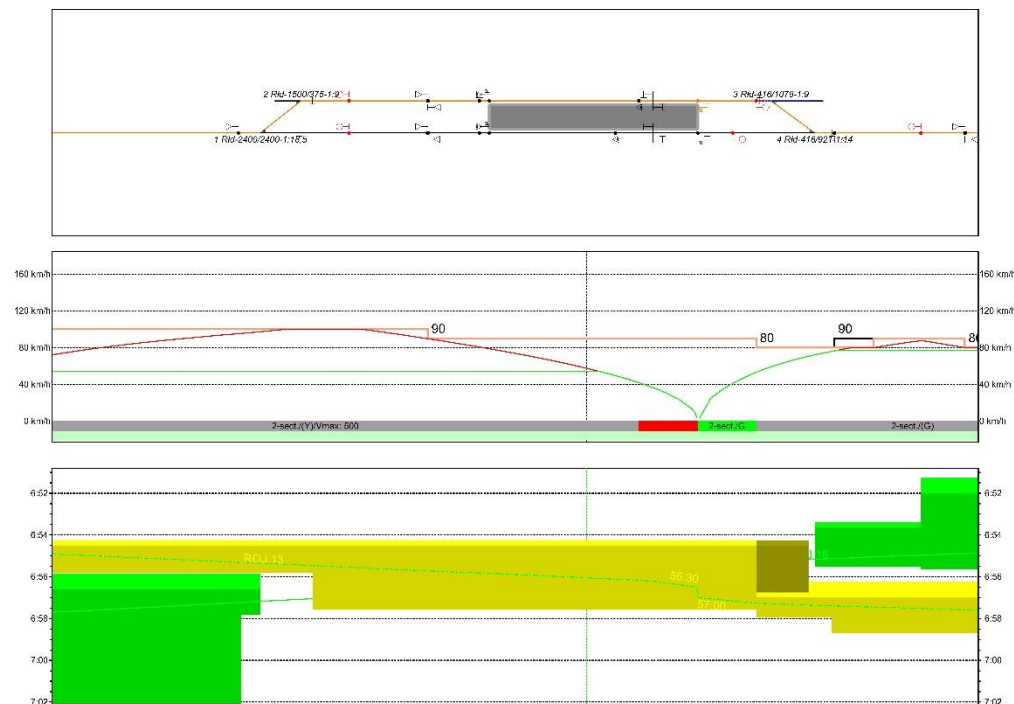 2 Rld-1500/375-1:9
3 Rld-416/1076-1:9
1 Rld-2400/2400-1:18,5
4 Rld-416/921-1:14
160 km/h
160 km/h
120 km/h
120 km/h
90
80
90
80 km/h
80 km/h
40 km/h
40 km/h
0 km/h
2-sect./(Y)/Vmax: 500
2-sect./G
2-sect./(G)
0 km/h
6:52
6:52
6:54
6:54
ROJ 13
6:56
56,30
6:56
57,00
6:58
6:58
7:00
7:00
7:02
7:02